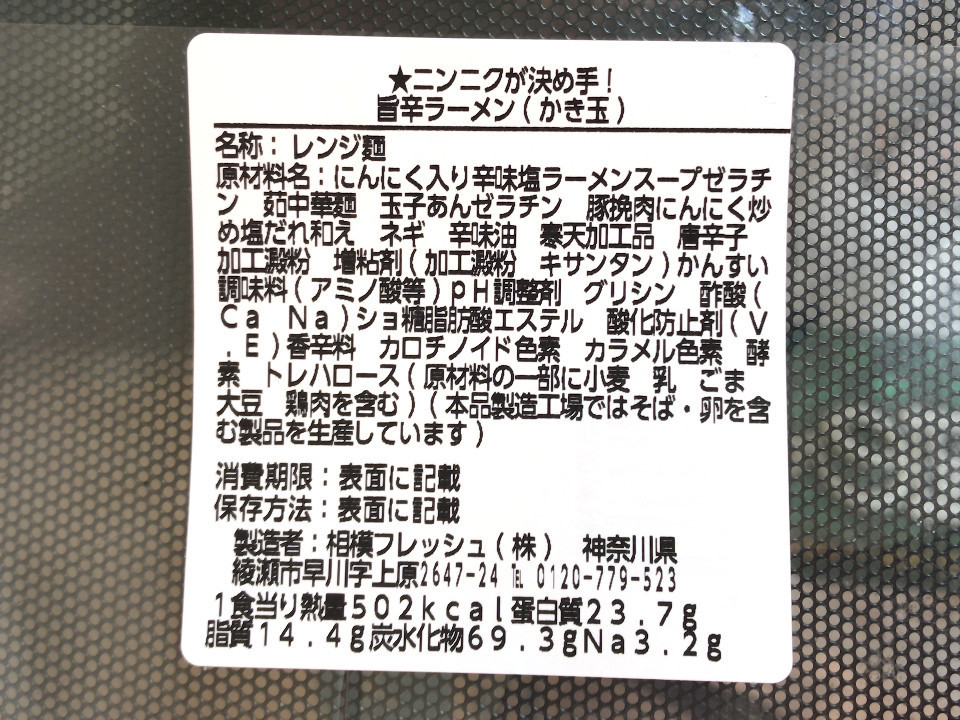 ★ニンニクが決め手！
旨辛ラーメン（かき玉）
名称：レンジ麺
原材料名：にんにく入り辛味塩ラーメンスープゼラチ
ン　茹中華麺　玉子あんゼラチン　豚挽肉にんにく炒
め塩だれ和え　ネギ　辛味油　寒天加工品　唐辛子
加工澱粉　増粘剤（加工澱粉　キサンタン）かんすい
調味料（アミノ酸等）ｐＨ調整剤　グリシン　酢酸（
Ｃａ　Ｎａ）ショ糖脂肪酸エステル　酸化防止剤（Ｖ
．Ｅ）香辛料　カロチノイド色素　カラメル色素　酵
素　トレハロース（原材料の一部に小麦　乳　ごま
大豆　鶏肉を含む）（本品製造工場ではそば・卵を含
む製品を生産しています）
消費期限：表面に記載
保存方法：表面に記載
製造者：相模フレッシュ（株）　神奈川県
綾瀬市早川字上原2647-24 ℡ 0120-779-523
１食当り熱量５０２ｋｃａｌ蛋白質２３．７ｇ
脂質１４．４ｇ炭水化物６９．３ｇＮａ３．２ｇ